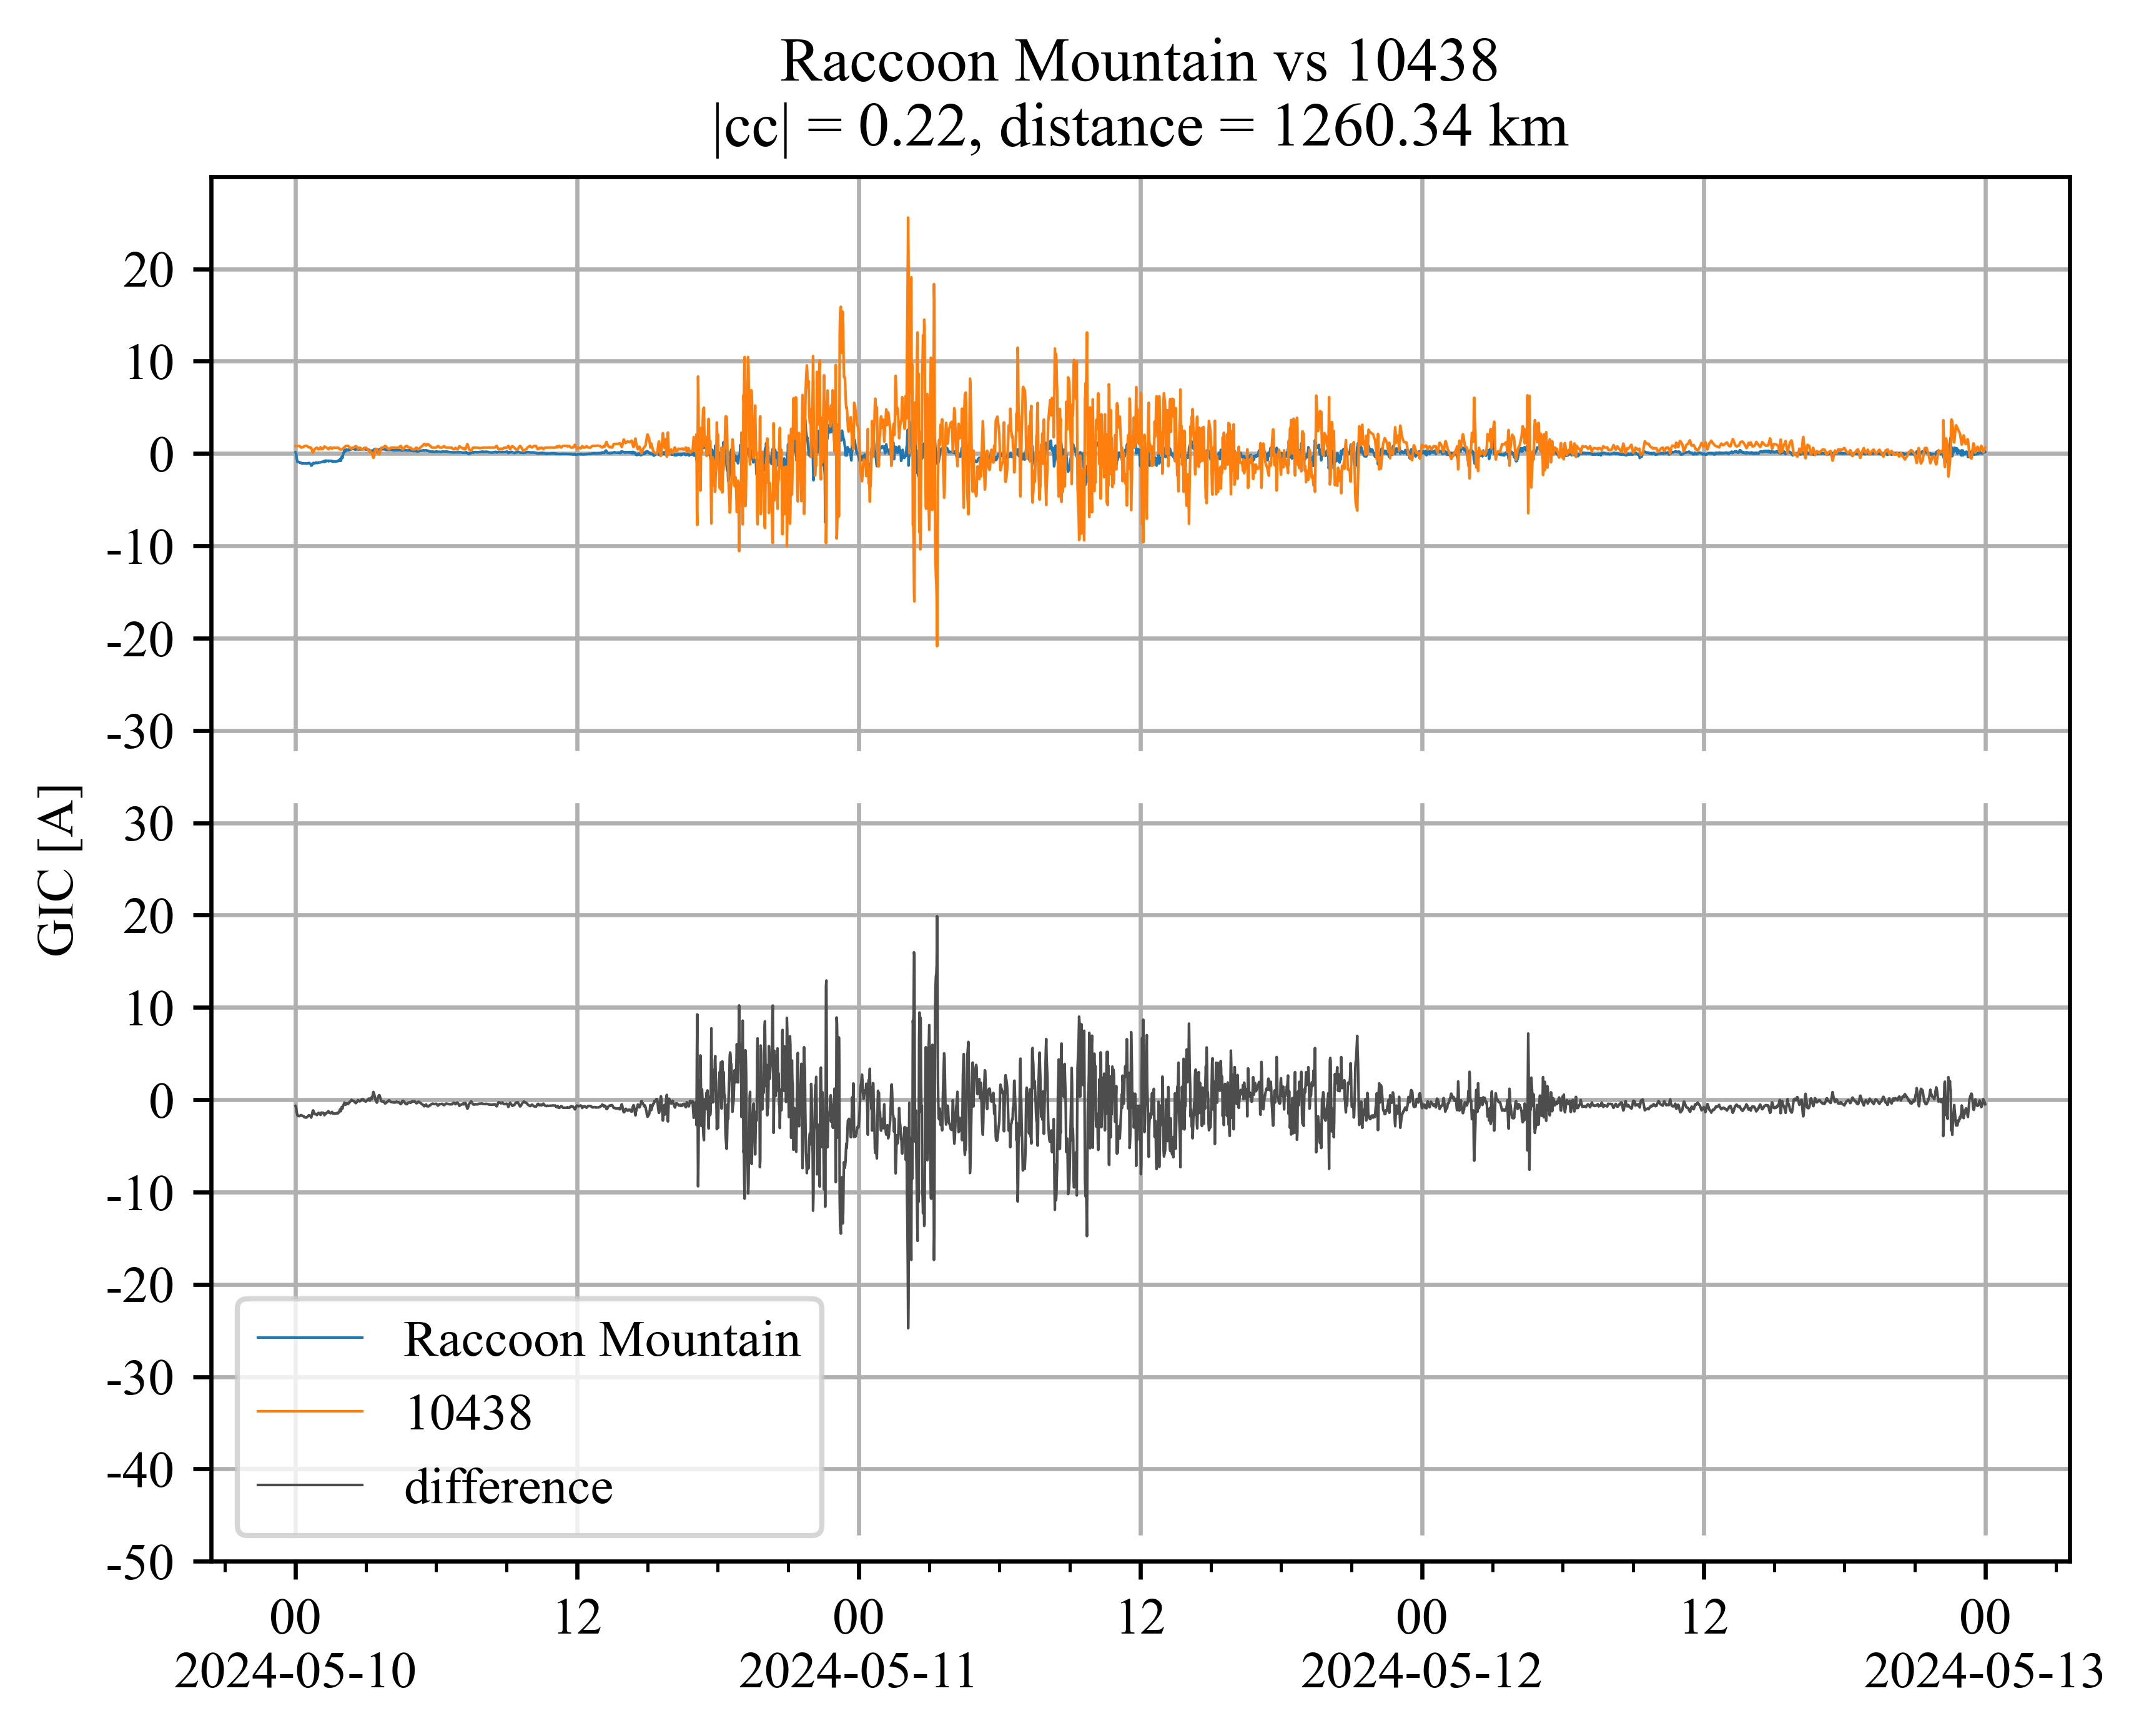 Raccoon Mountain vs 10438
|cc| = 0.22, distance = 1260.34 km
GIC [A]
20
10
0
-10
-20
-30
30
20
10
0
-10
-20
-30
-40
-50
Raccoon Mountain
10438
difference
00 12 00 12 00 12 00
2024-05-10 2024-05-11 2024-05-12 2024-05-13